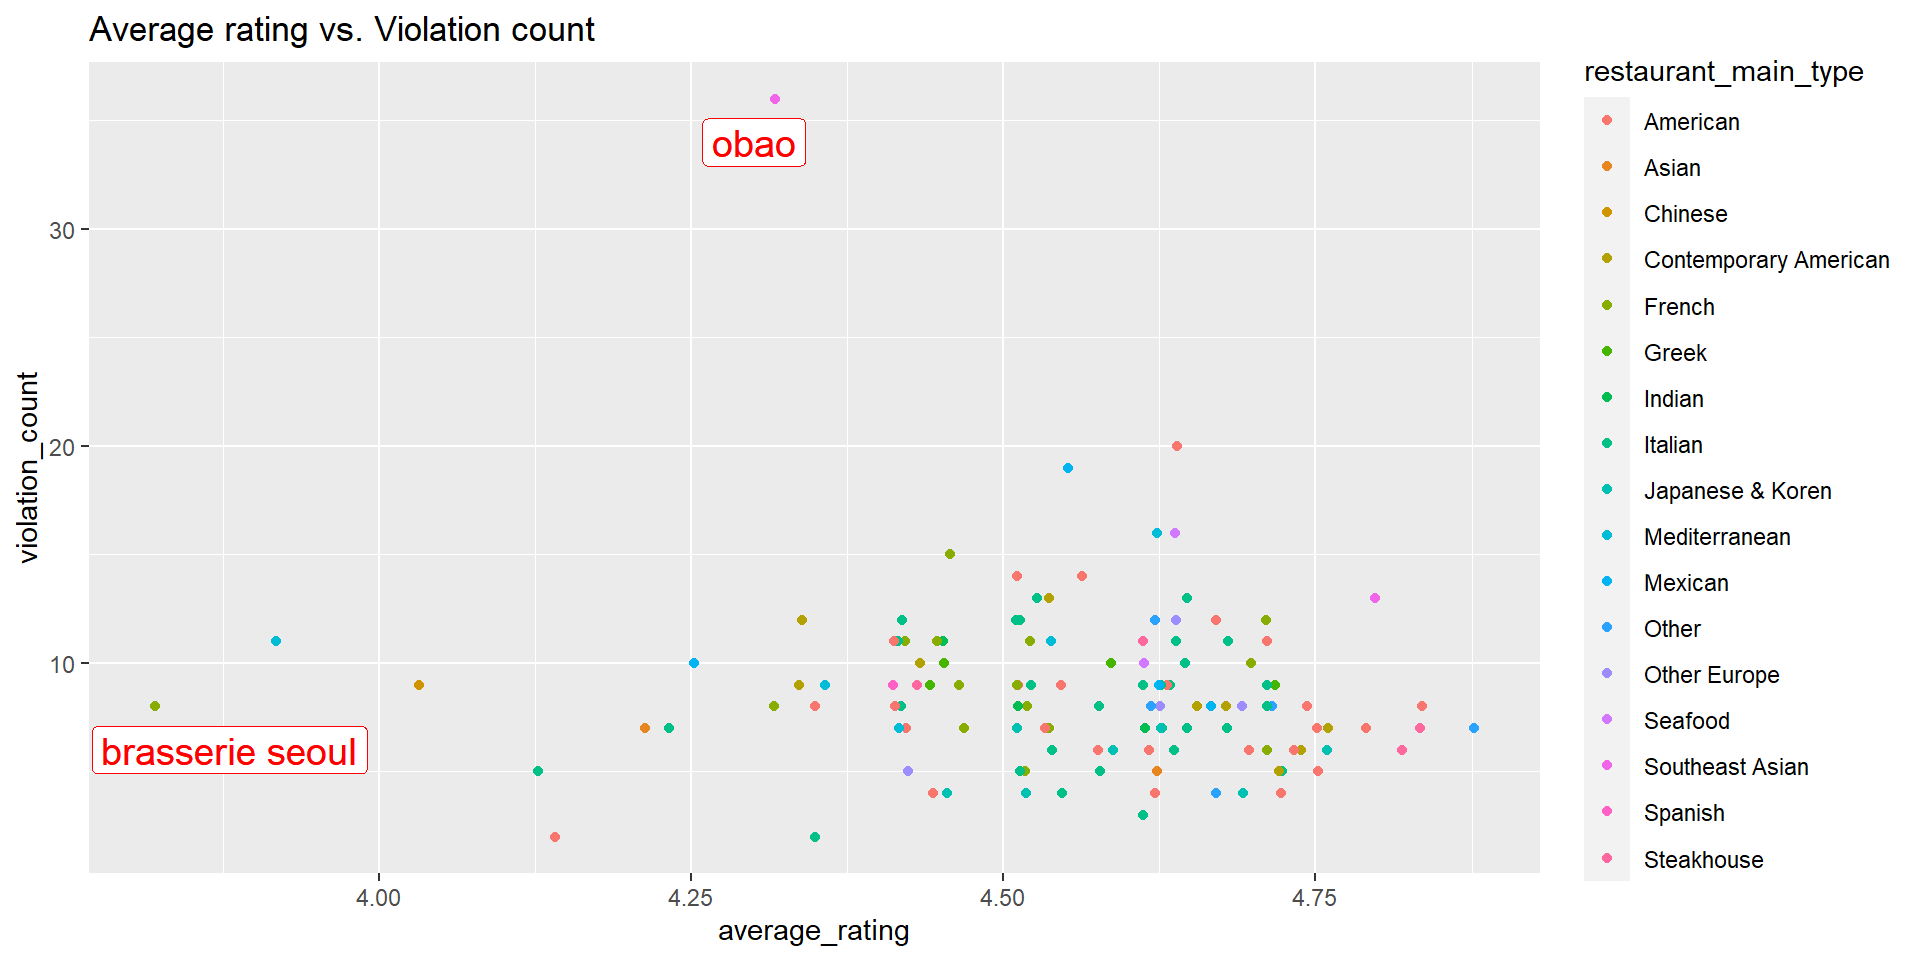 Average rating vs. Violation count
restaurant_main_type
American
Asian
Chinese
Contemporary American
French
Greek
Indian
Italian
Japanese & Koren
Mediterranean
Mexican
Other
Other Europe
Seafood
Southeast Asian
Spanish
Steakhouse
obao
brasserie seoul
violation_count
30
20
10
4.00
4.25
4.50
4.75
average_rating